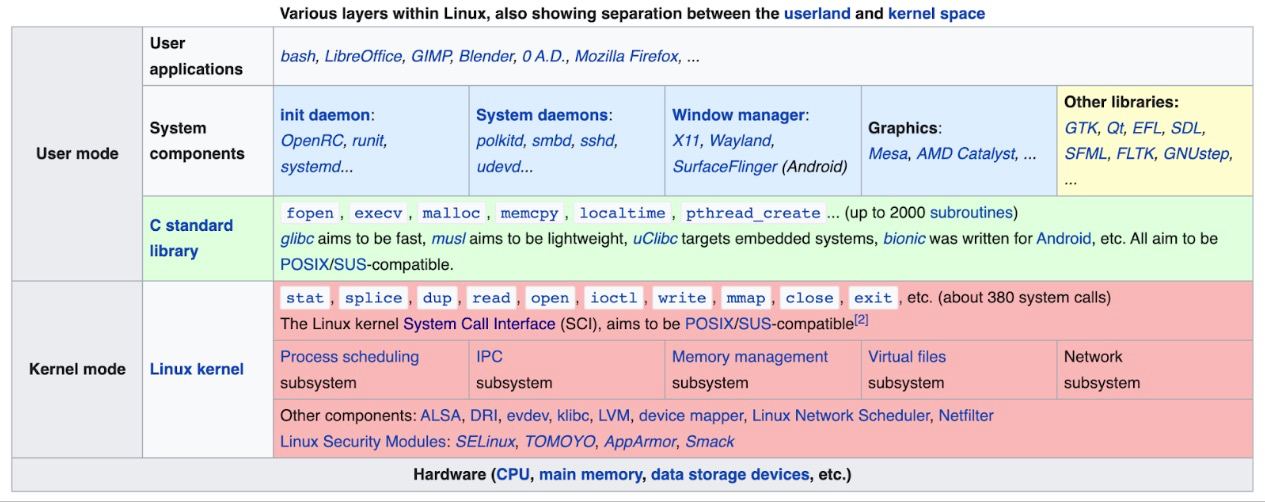 Various layers within Linux, also showing separation between the userland and kernel space
User mode
User
applications
bash, LibreOffice, GIMP, Blender, 0 A.D., Mozilla Firefox, ...
System
components
init daemon:
OpenRC, runit,
systemd...
System daemons:
polkitd, smbd, sshd,
udevd...
Window manager:
X11, Wayland,
SurfaceFlinger (Android)
Graphics:
Mesa, AMD Catalyst, ...
Other libraries:
GTK, Qt, EFL, SDL,
SFML, FLTK, GNUstep,
...
C standard
library
fopen, execv, malloc, memcpy, localtime, pthread_create... (up to 2000 subroutines)
glibc aims to be fast, musl aims to be lightweight, uClibc targets embedded systems, bionic was written for Android, etc. All aim to be
POSIX/SUS-compatible.
Kernel mode
Linux kernel
stat, splice, dup, read, open, ioctl, write, mmap, close, exit, etc. (about 380 system calls)
The Linux kernel System Call Interface (SCI), aims to be POSIX/SUS-compatible[2]
Process scheduling
subsystem
IPC
subsystem
Memory management
subsystem
Virtual files
subsystem
Network
subsystem
Other components: ALSA, DRI, evdev, klibc, LVM, device mapper, Linux Network Scheduler, Netfilter
Linux Security Modules: SELinux, TOMOYO, AppArmor, Smack
Hardware (CPU, main memory, data storage devices, etc.)